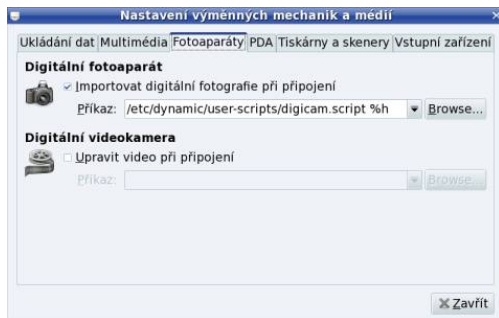 Nastavení výměnných mechanik a médií
Ukládání dat Multimédia Fotoaparáty PDA Tiskárny a skenery Vstupní zařízení
Digitální fotoaparát
Importovat digitální fotografie při připojení
Příkaz: /etc/dynamic/user-scripts/digicam.script %h Browse...
Digitální videokamera
Upravit video při připojení
Příkaz: Browse...
Zavřít